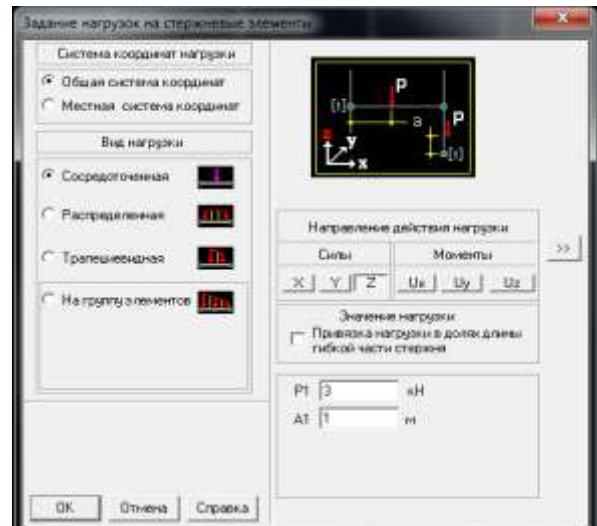 Задание нагрузок на стержневые элементы
Система координат нагрузки
Общая система координат
Местная система координат
Вид нагрузки
Сосредоточенная
Распределенная
Трапециевидная
На группу элементов
P
[1]
a
P
[1]
z
y
x
Направление действия нагрузки
Силы
Моменты
X
Y
Z
Ux
Uy
Uz
>>
Значение нагрузки
Привязка нагрузки в долях длины
гибкой части стержня
P1 3 кН
A1 1 м
OK
Отмена
Справка